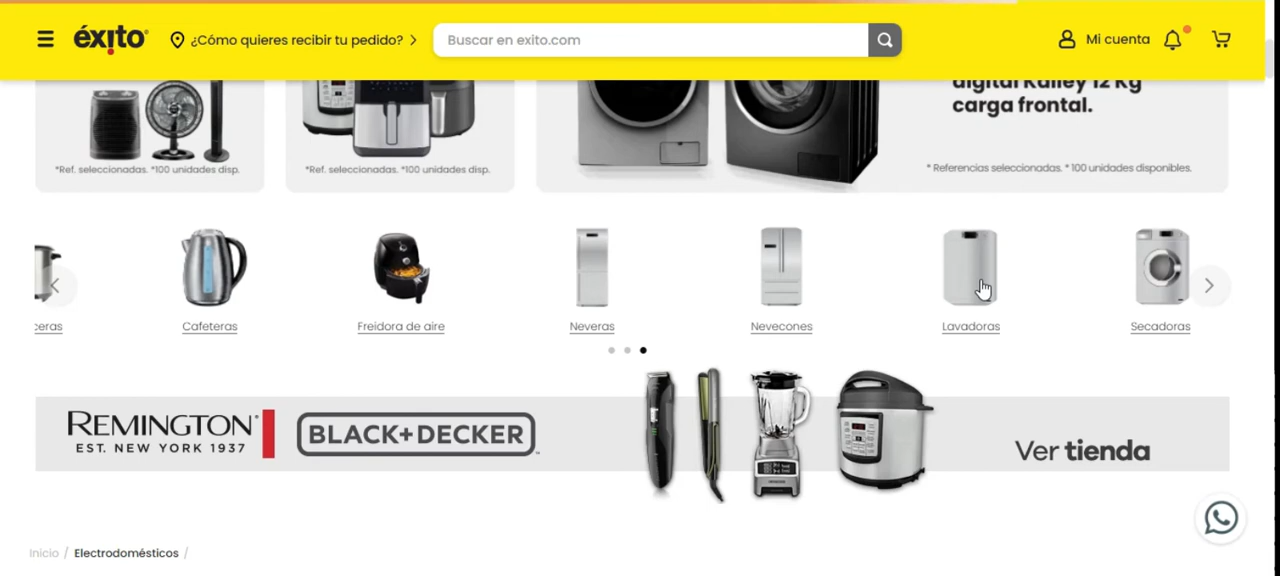 éxito
¿Cómo quieres recibir tu pedido?
Buscar en exito.com
Mi cuenta
digital Kalley 12 Kg
carga frontal.
*Ref. seleccionadas. *100 unidades disp.
*Ref. seleccionadas. *100 unidades disp.
* Referencias seleccionadas. * 100 unidades disponibles.
ceras
Cafeteras
Freidora de aire
Neveras
Nevecones
Lavadoras
Secadoras
REMINGTON®
EST. NEW YORK 1937
BLACK+DECKER™
Ver tienda
Inicio / Electrodomésticos /